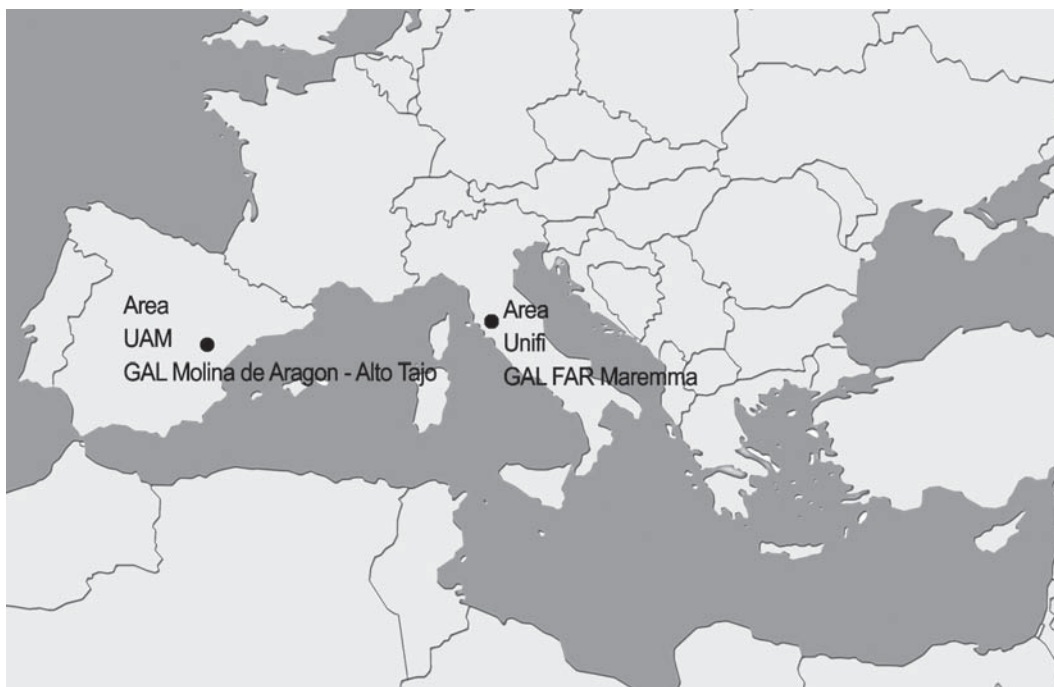 Area
UAM
GAL Molina de Aragon - Alto Tajo
Area
Unifi
GAL FAR Maremma